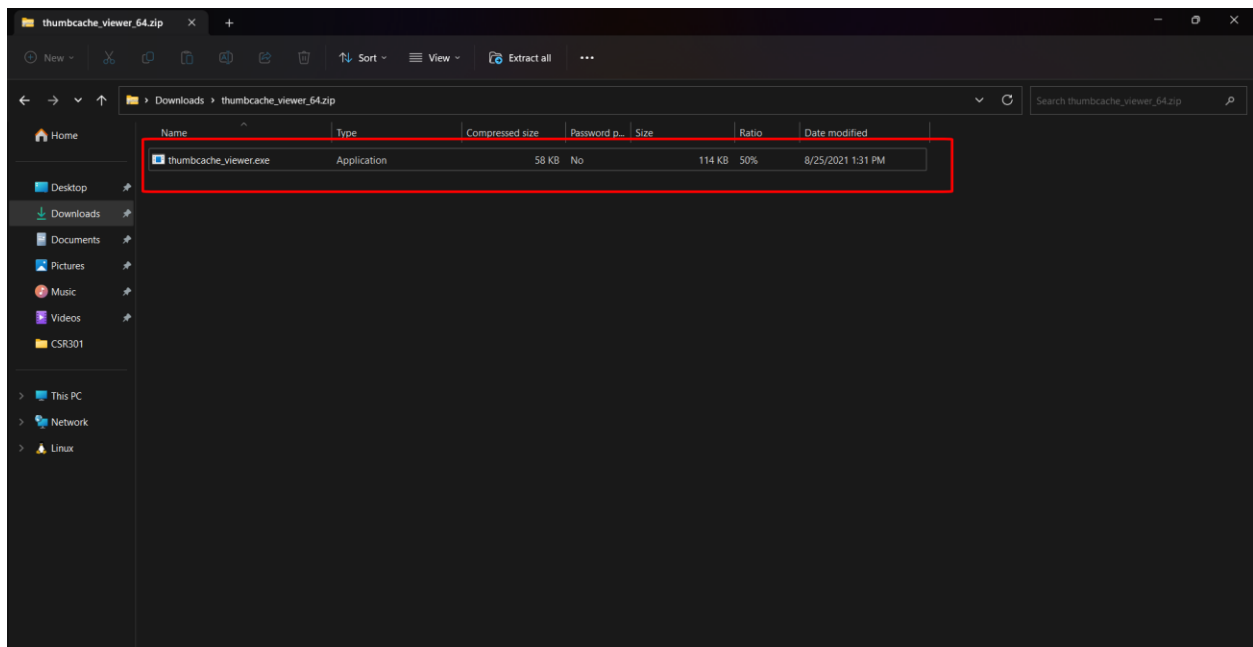 thumbcache_viewer_64.zip
New
Sort
View
Extract all
Downloads > thumbcache_viewer_64.zip
Search thumbcache_viewer_64.zip
Home
Name Type Compressed size Password p... Size Ratio Date modified
thumbcache_viewer.exe Application 58 KB No 114 KB 50% 8/25/2021 1:31 PM
Desktop
Downloads
Documents
Pictures
Music
Videos
CSR301
This PC
Network
Linux